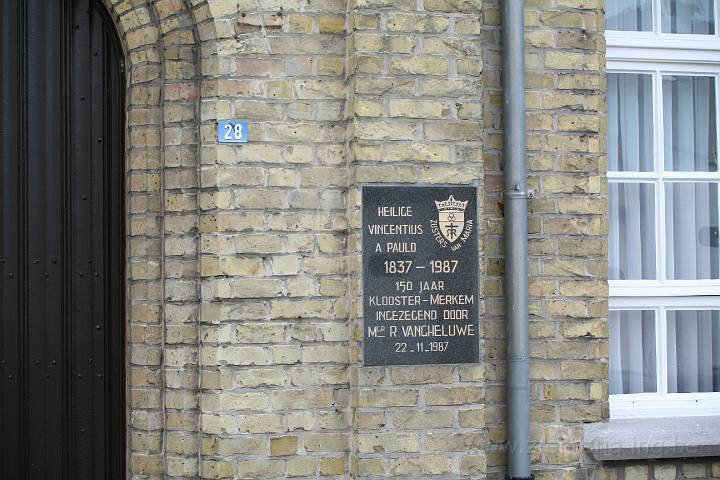 28
HEILIGE
VINCENTIUS
A PAULO
ZUSTERS VAN MARIA
1837 - 1987
150 JAAR
KLOOSTER - MERKEM
INGEZEGEND DOOR
MGR R. VANGHELUWE
22-11-1987